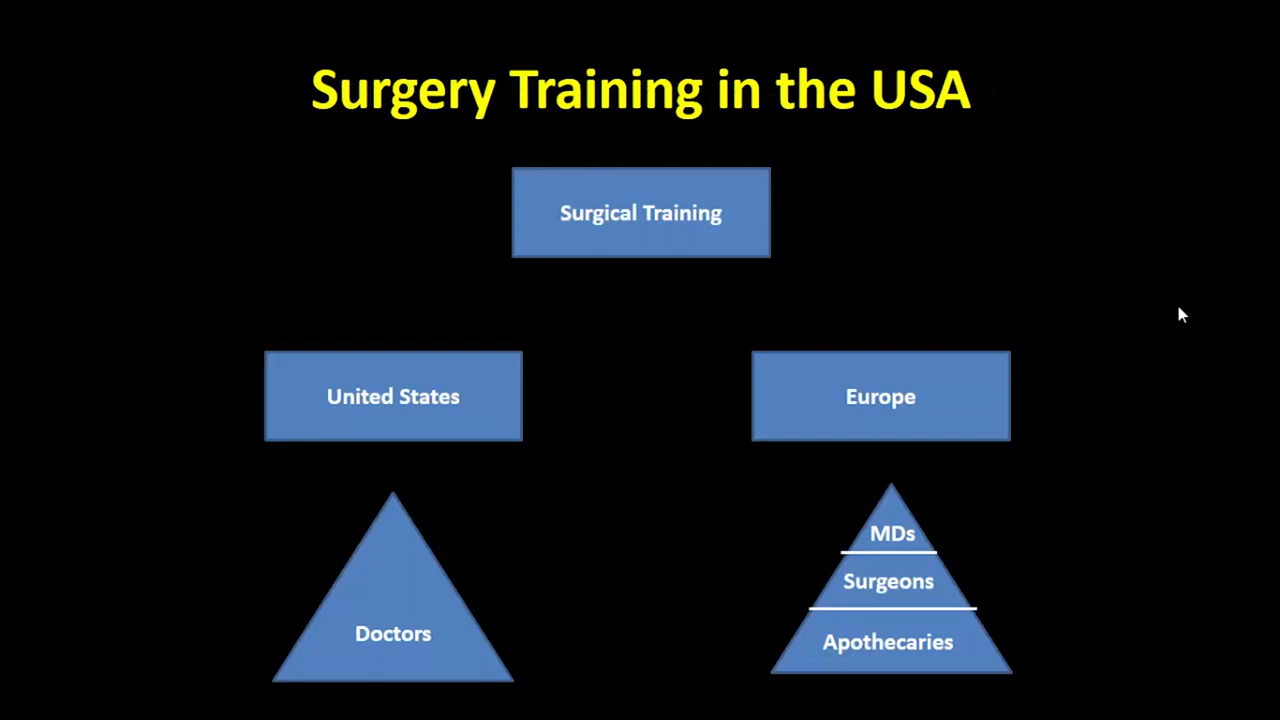 Surgery Training in the USA
Surgical Training
United States
Europe
MDs
Surgeons
Doctors
Apothecaries